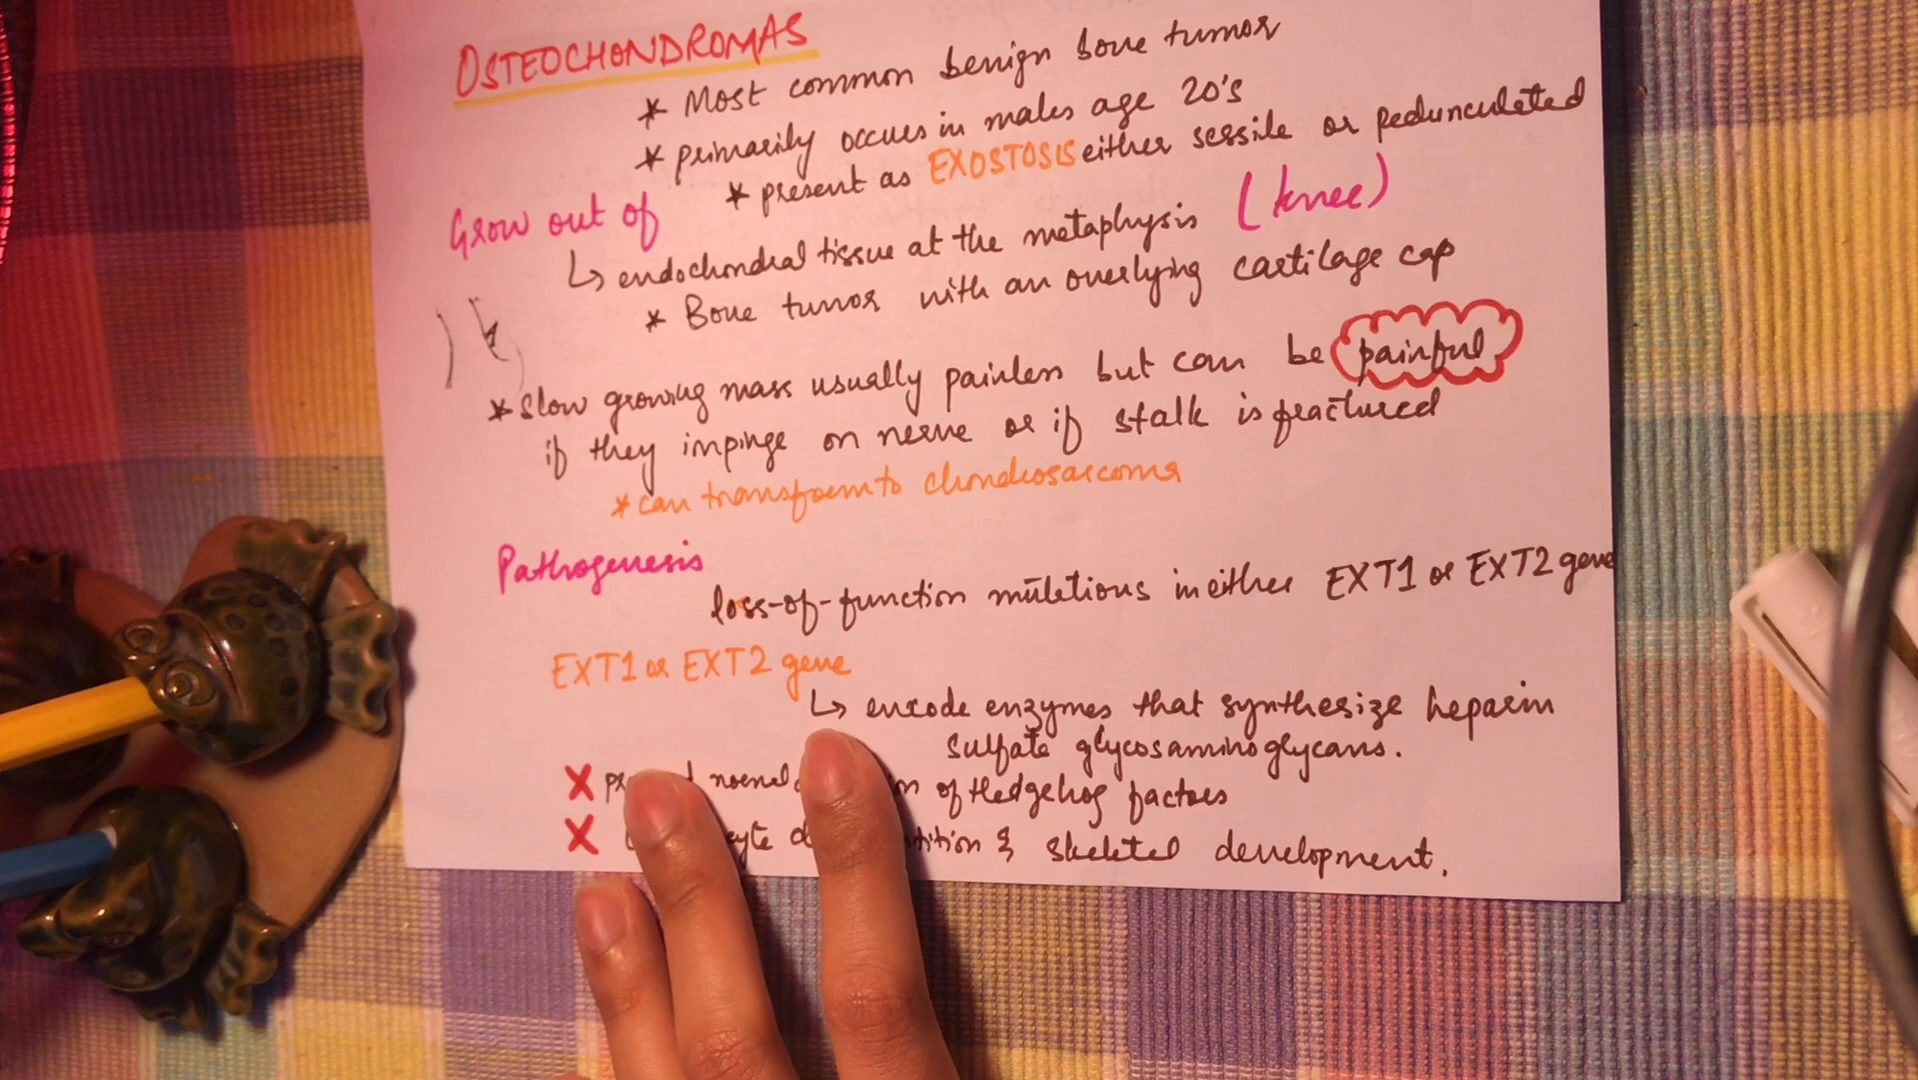 OSTEOCHONDROMAS
* Most common benign bone tumor
* primarily occurs in males age 20's
* present as EXOSTOSIS either sessile or pedunculated
Grow out of
↳ endochondral tissue at the metaphysis (knee)
* Bone tumor with an overlying cartilage cap
* Slow growing mass usually painless but can be painful
if they impinge on nerve or if stalk is fractured
* can transform to chondrosarcoma
Pathogenesis
loss-of-function mutations in either EXT1 or EXT2 gene
EXT1 or EXT2 gene
↳ encode enzymes that synthesize heparin
sulfate glycosaminoglycans.
X normal of Hedgehog factors
X & skeletal development.